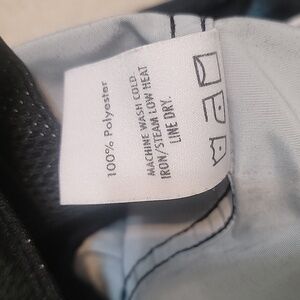 100% Polyester
MACHINE WASH COLD.
IRON/STEAM LOW HEAT
LINE DRY.